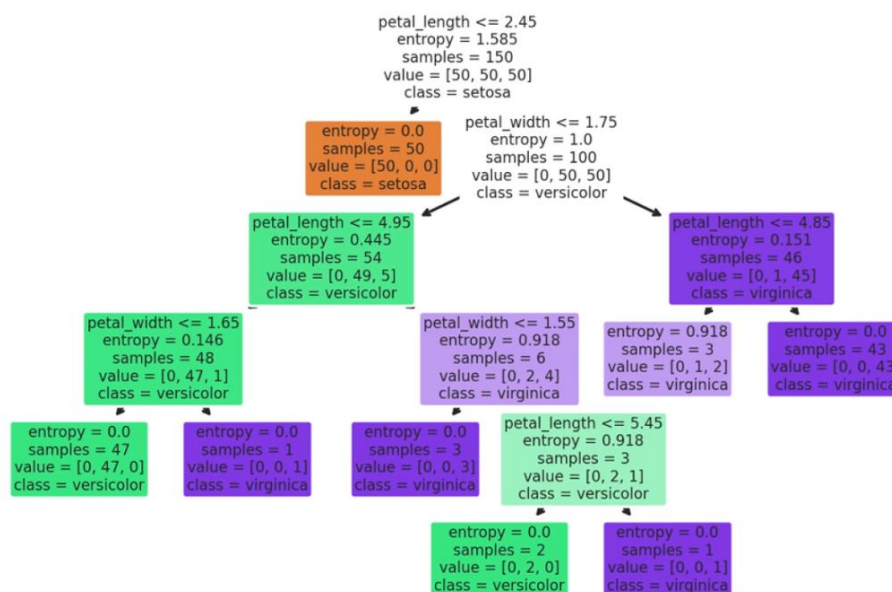 petal_length <= 2.45
entropy = 1.585
samples = 150
value = [50, 50, 50]
class = setosa
entropy = 0.0
samples = 50
value = [50, 0, 0]
class = setosa
petal_width <= 1.75
entropy = 1.0
samples = 100
value = [0, 50, 50]
class = versicolor
petal_length <= 4.95
entropy = 0.445
samples = 54
value = [0, 49, 5]
class = versicolor
petal_length <= 4.85
entropy = 0.151
samples = 46
value = [0, 1, 45]
class = virginica
petal_width <= 1.65
entropy = 0.146
samples = 48
value = [0, 47, 1]
class = versicolor
petal_width <= 1.55
entropy = 0.918
samples = 6
value = [0, 2, 4]
class = virginica
entropy = 0.918
samples = 3
value = [0, 1, 2]
class = virginica
entropy = 0.0
samples = 43
value = [0, 0, 43
class = virginica
entropy = 0.0
samples = 47
value = [0, 47, 0]
class = versicolor
entropy = 0.0
samples = 1
value = [0, 0, 1]
class = virginica
entropy = 0.0
samples = 3
value = [0, 0, 3]
class = virginica
petal_length <= 5.45
entropy = 0.918
samples = 3
value = [0, 2, 1]
class = versicolor
entropy = 0.0
samples = 2
value = [0, 2, 0]
class = versicolor
entropy = 0.0
samples = 1
value = [0, 0, 1]
class = virginica